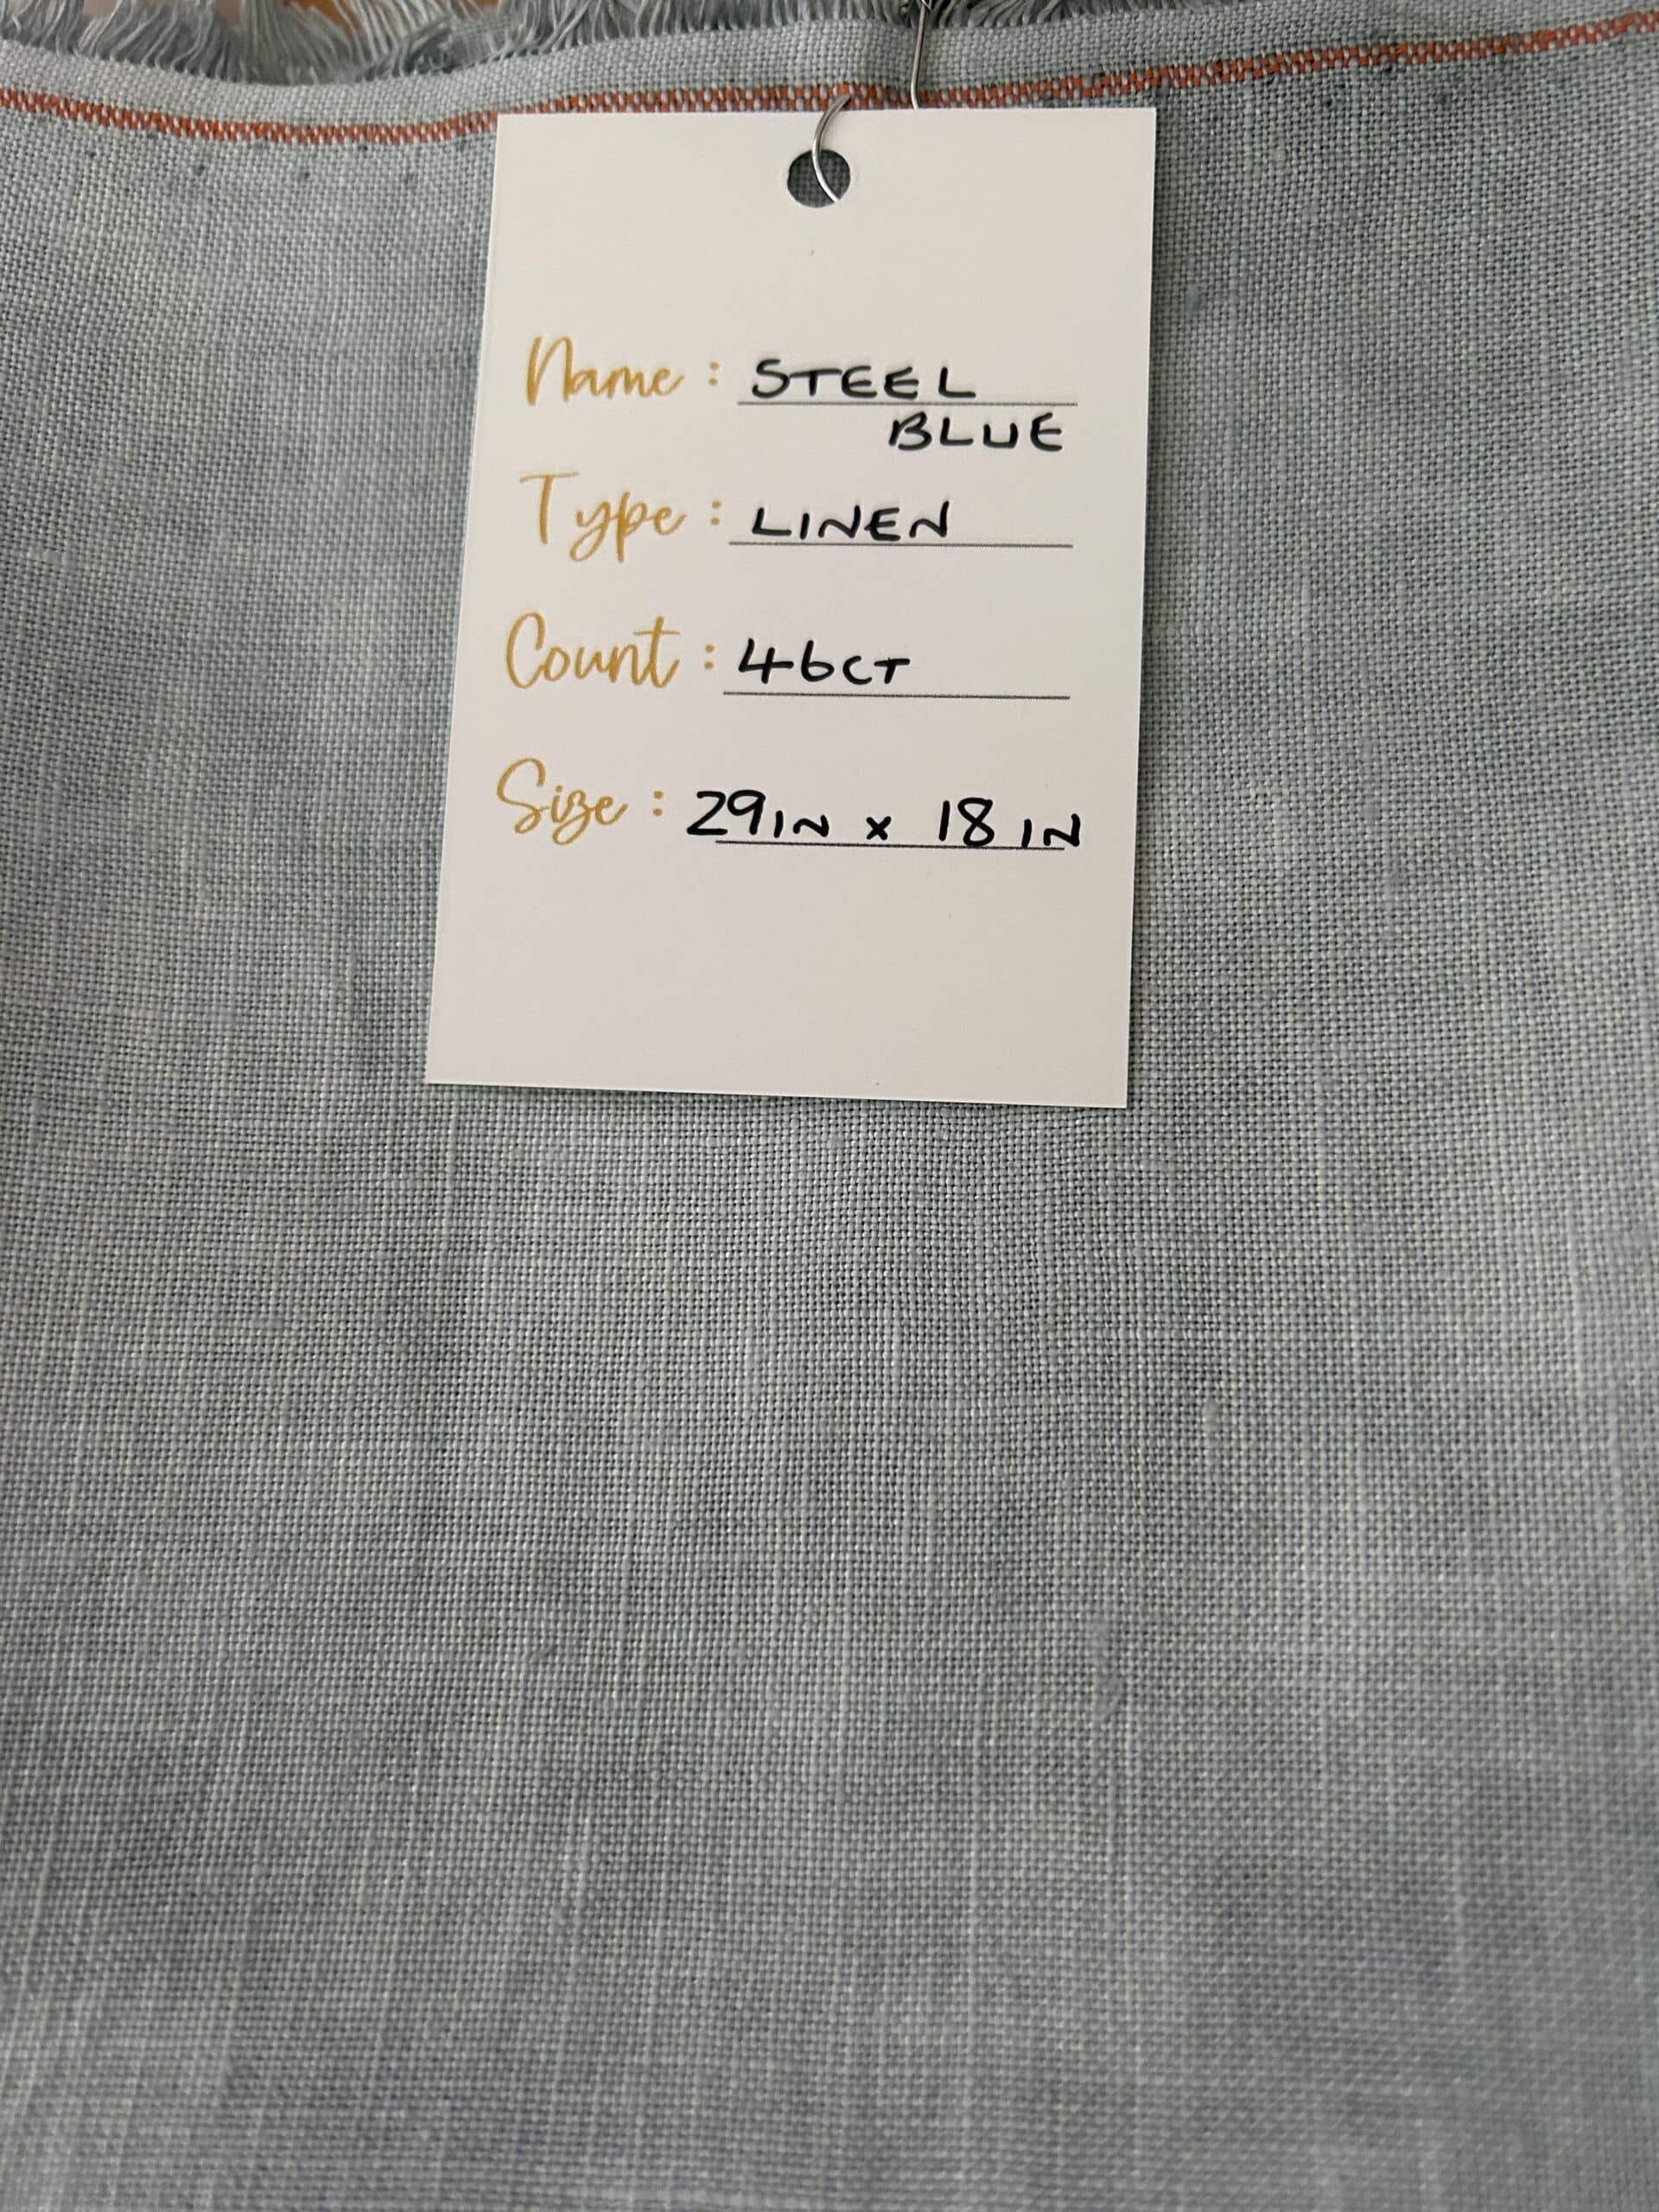 Name : STEEL
BLUE
Type : LINEN
Count : 46CT
Size : 29IN x 18 IN